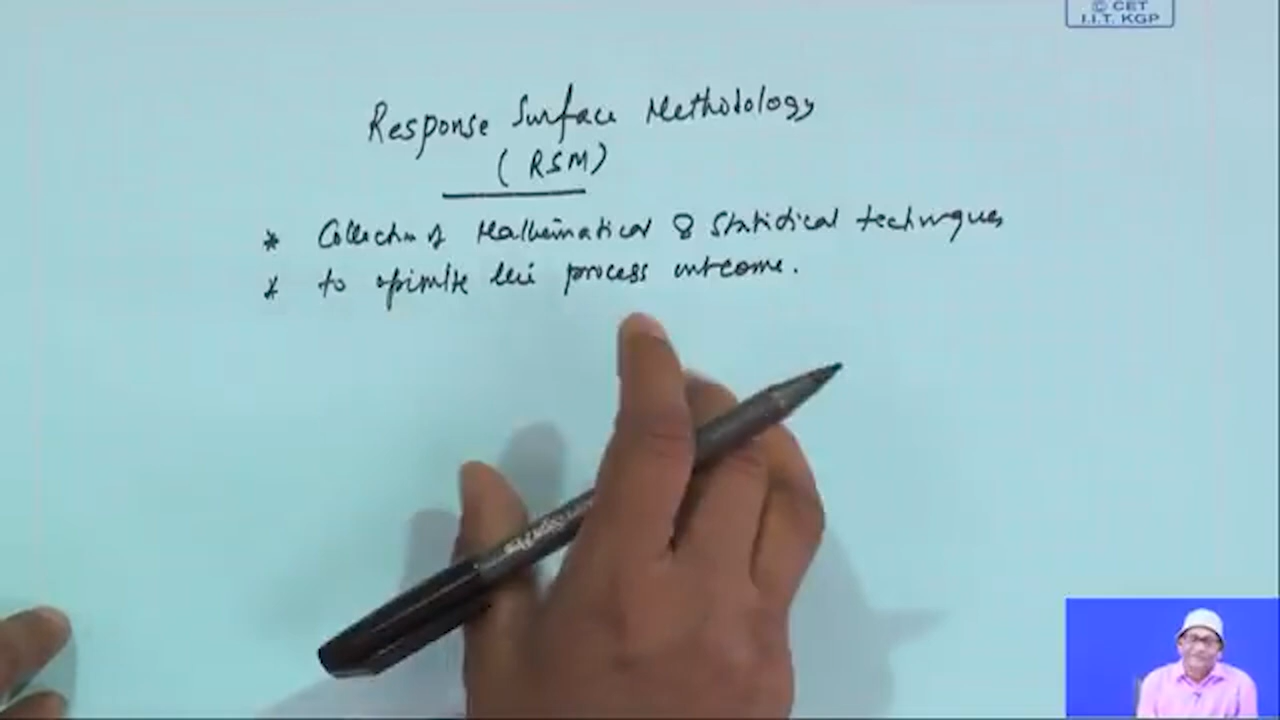 © CET
I.I.T. KGP
Response Surface Methodology
(RSM)
* Collection of Mathematical & Statistical techniques
* to optimize the process outcome.